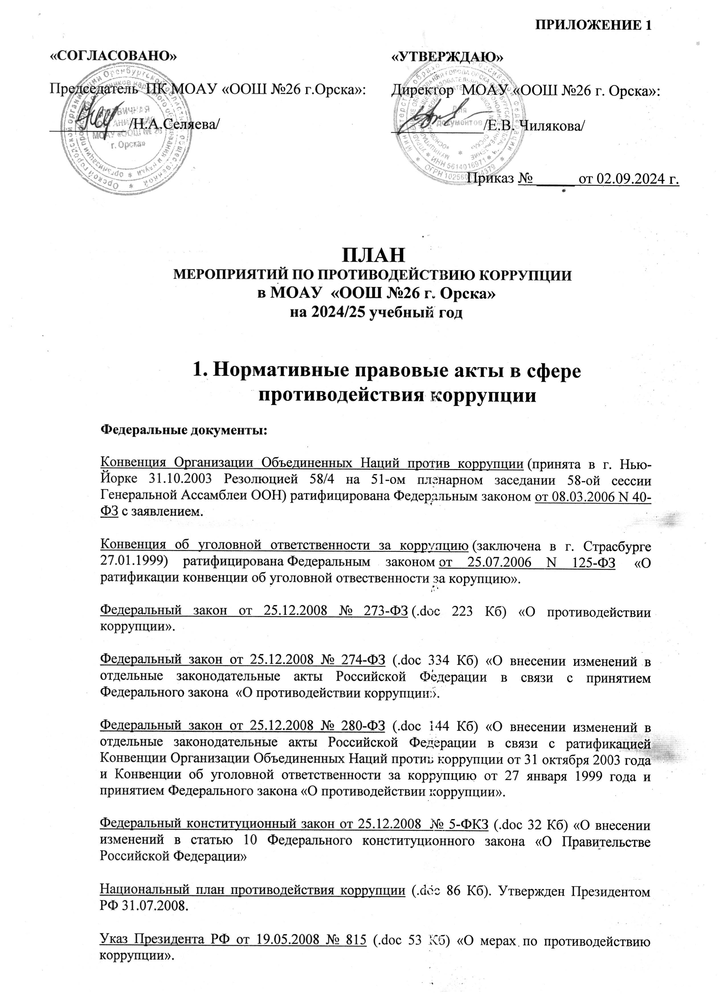 ПРИЛОЖЕНИЕ 1
«СОГЛАСОВАНО»
Председатель ПК МОАУ «ООШ №26 г.Орска»:
/Н.А.Селяева/
МОАУ «ООШ № 26
г. Орска»
«УТВЕРЖДАЮ»
Директор МОАУ «ООШ №26 г. Орска»:
/Е.В. Чилякова/
Для
документов
ИНН 5614016971
Приказ № ______ от 02.09.2024 г.
ПЛАН
МЕРОПРИЯТИЙ ПО ПРОТИВОДЕЙСТВИЮ КОРРУПЦИИ
в МОАУ «ООШ №26 г. Орска»
на 2024/25 учебный год
1. Нормативные правовые акты в сфере
противодействия коррупции
Федеральные документы:
Конвенция Организации Объединенных Наций против коррупции (принята в г. Нью-
Йорке 31.10.2003 Резолюцией 58/4 на 51-ом пленарном заседании 58-ой сессии
Генеральной Ассамблеи ООН) ратифицирована Федеральным законом от 08.03.2006 N 40-
ФЗ с заявлением.
Конвенция об уголовной ответственности за коррупцию (заключена в г. Страсбурге
27.01.1999) ратифицирована Федеральным законом от 25.07.2006 N 125-ФЗ «О
ратификации конвенции об уголовной отвественности за корупцию».
Федеральный закон от 25.12.2008 № 273-ФЗ (.doc 223 Кб) «О противодействии
коррупции».
Федеральный закон от 25.12.2008 № 274-ФЗ (.doc 334 Кб) «О внесении изменений в
отдельные законодательные акты Российской Федерации в связи с принятием
Федерального закона «О противодействии коррупции».
Федеральный закон от 25.12.2008 № 280-ФЗ (.doc 144 Кб) «О внесении изменений в
отдельные законодательные акты Российской Федерации в связи с ратификацией
Конвенции Организации Объединенных Наций против коррупции от 31 октября 2003 года
и Конвенции об уголовной ответственности за коррупцию от 27 января 1999 года и
принятием Федерального закона «О противодействии коррупции».
Федеральный конституционный закон от 25.12.2008 № 5-ФКЗ (.doc 32 Кб) «О внесении
изменений в статью 10 Федерального конституционного закона «О Правительстве
Российской Федерации»
Национальный план противодействия коррупции (.doc 86 Кб). Утвержден Президентом
РФ 31.07.2008.
Указ Президента РФ от 19.05.2008 № 815 (.doc 53 Кб) «О мерах по противодействию
коррупции».